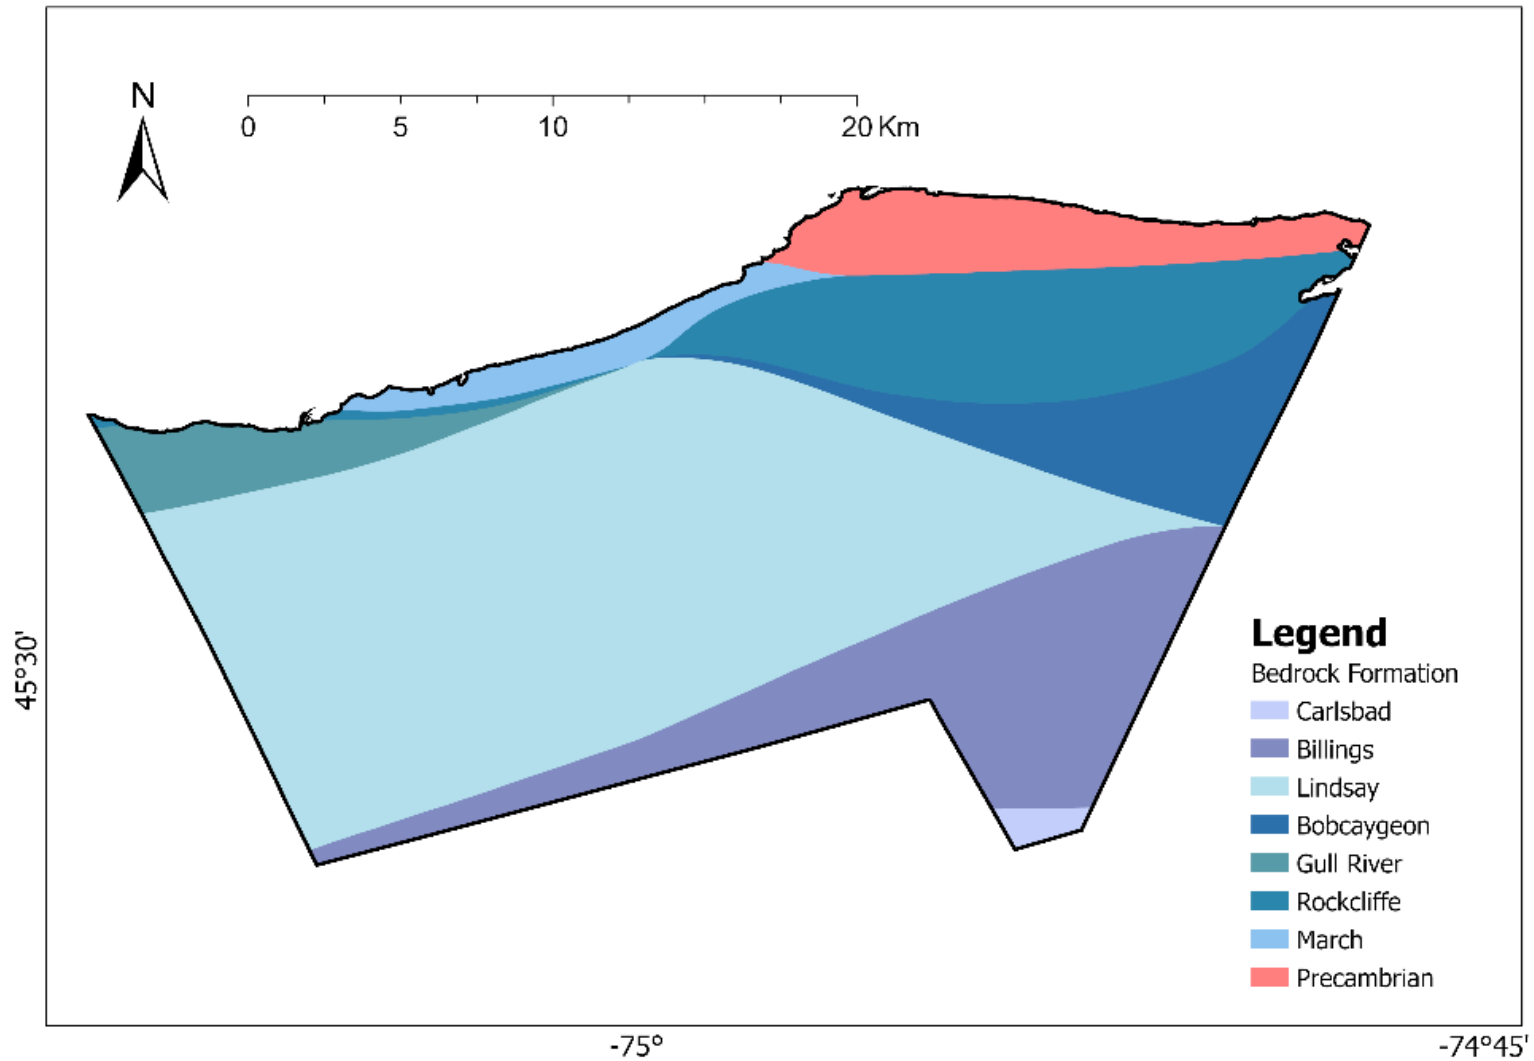 N
0 5 10 20 Km
45°30'
Legend
Bedrock Formation
Carlsbad
Billings
Lindsay
Bobcaygeon
Gull River
Rockcliffe
March
Precambrian
-75° -74°45'